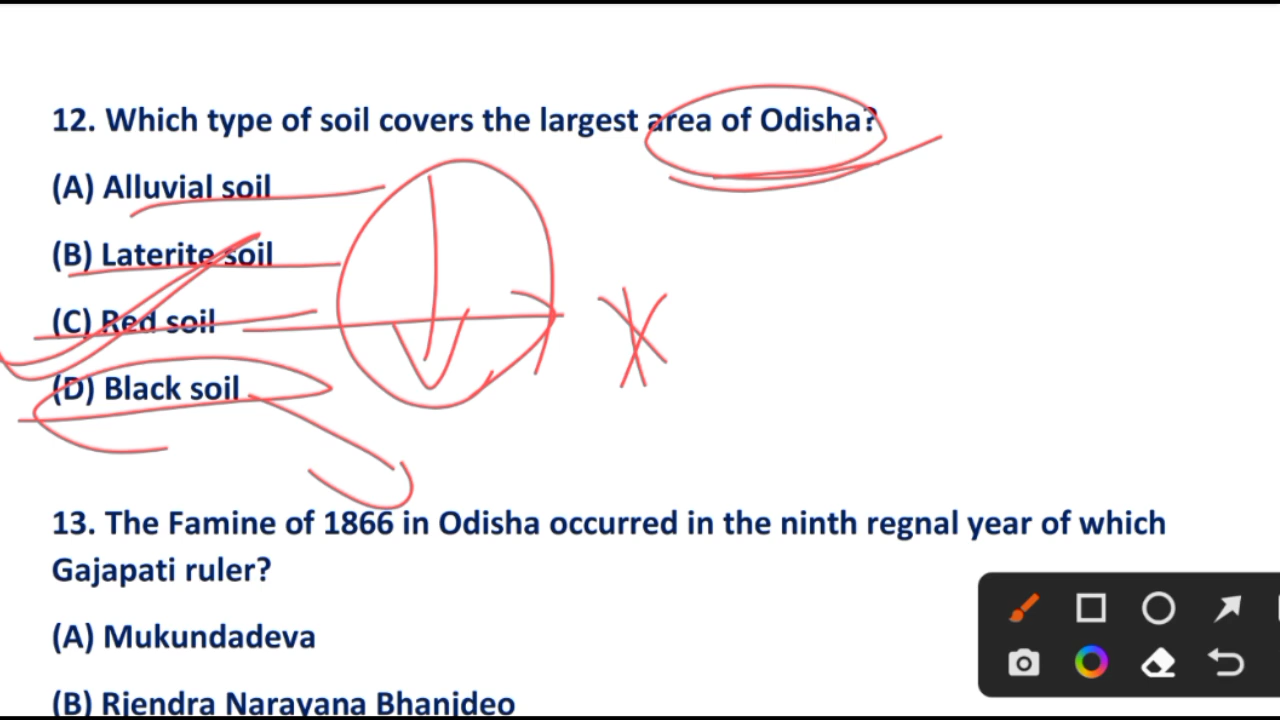 12. Which type of soil covers the largest area of Odisha?
(A) Alluvial soil
(B) Laterite soil
(C) Red soil
(D) Black soil
13. The Famine of 1866 in Odisha occurred in the ninth regnal year of which
Gajapati ruler?
(A) Mukundadeva
(B) Rjendra Narayana Bhanjdeo